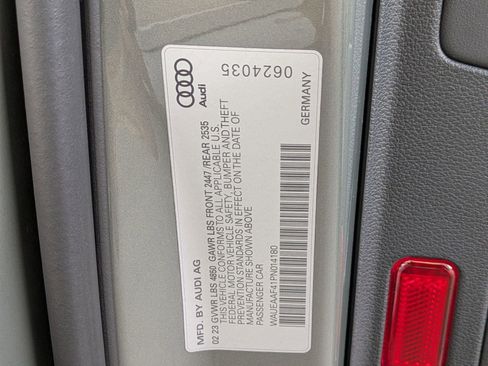 Audi
0624035
GERMANY
MFD. BY AUDI AG
02 23 GVWR LBS 4850 GAWR LBS FRONT 2447 /REAR 2535
THIS VEHICLE CONFORMS TO ALL APPLICABLE U.S.
FEDERAL MOTOR VEHICLE SAFETY, BUMPER AND THEFT
PREVENTION STANDARDS IN EFFECT ON THE DATE OF
MANUFACTURE SHOWN ABOVE
PASSENGER CAR
WAUEAAF41PN014180